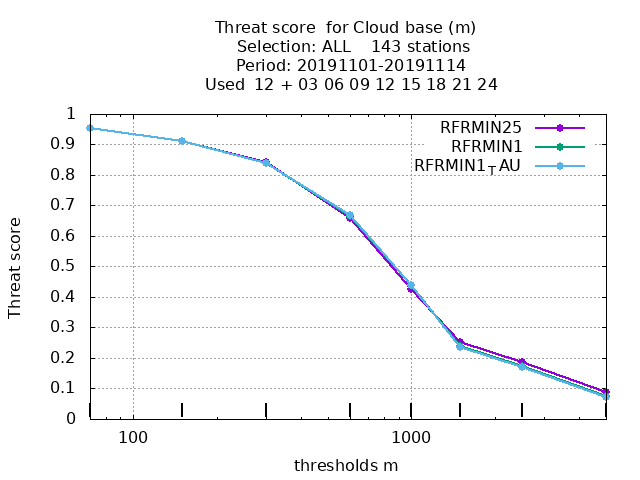 Threat score  for Cloud base (m)
Selection: ALL    143 stations
Period: 20191101-20191114
Used  12 + 03 06 09 12 15 18 21 24
RFRMIN25
RFRMIN1
RFRMIN1TAU
Threat score
1
0.9
0.8
0.7
0.6
0.5
0.4
0.3
0.2
0.1
0
100
1000
thresholds m